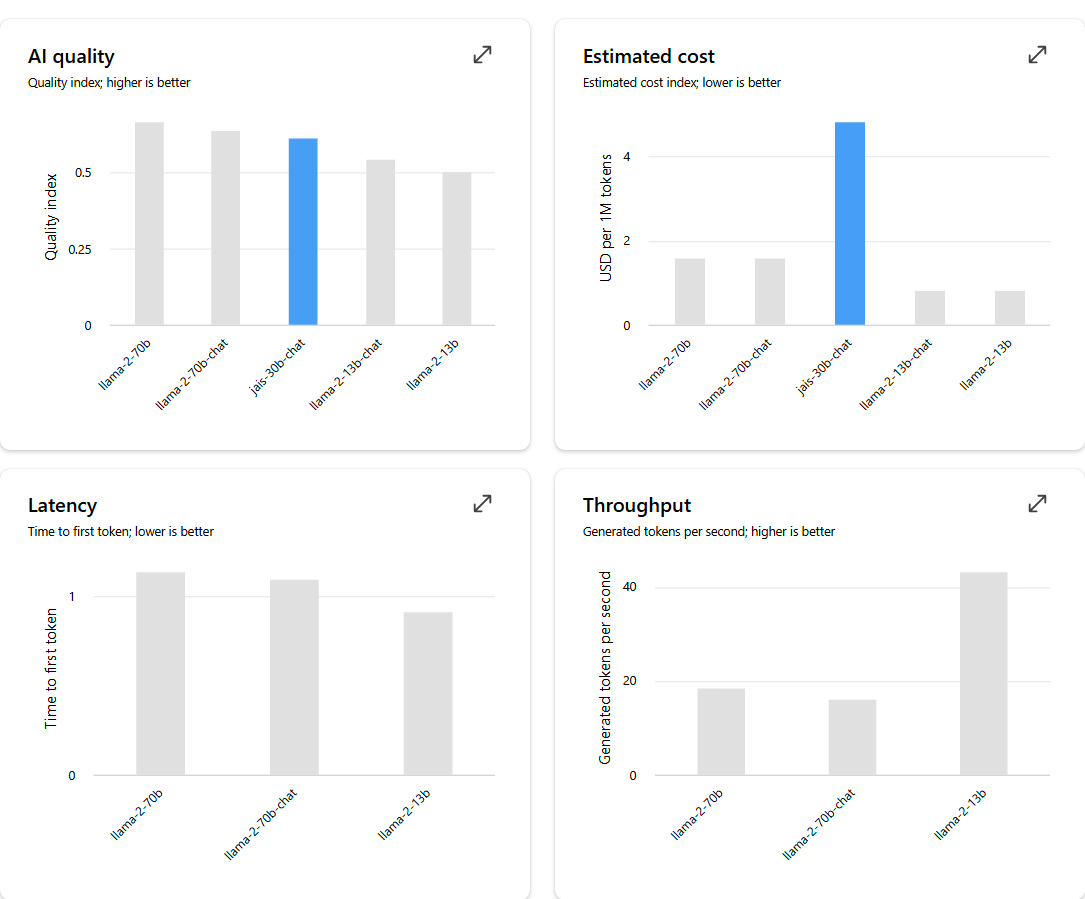 AI quality
Quality index; higher is better
Quality index
0.5
0.25
0
llama-2-70b
llama-2-70b-chat
jais-30b-chat
llama-2-13b-chat
llama-2-13b
Estimated cost
Estimated cost index; lower is better
USD per 1M tokens
4
2
0
llama-2-70b
llama-2-70b-chat
jais-30b-chat
llama-2-13b-chat
llama-2-13b
Latency
Time to first token; lower is better
Time to first token
1
0
llama-2-70b
llama-2-70b-chat
llama-2-13b
Throughput
Generated tokens per second; higher is better
Generated tokens per second
40
20
0
llama-2-70b
llama-2-70b-chat
llama-2-13b